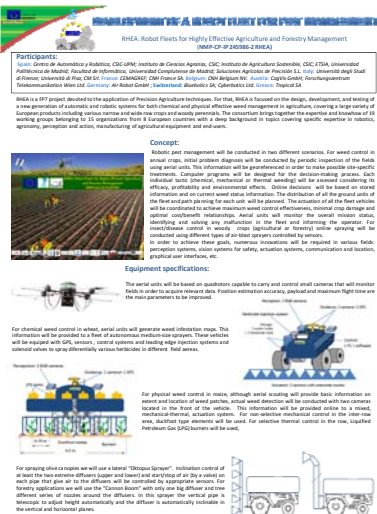 RHEA: Robot Fleets for Highly Effective Agriculture and Forestry Management
(NMP-CP-IP 245986-2 RHEA)
Participants:
Spain: Centro de Automática y Robótica, CSIC-UPM; Instituto de Ciencias Agrarias, CSIC; Instituto de Agricultura Sostenible, CSIC; ETSIA, Universidad
Politécnica de Madrid; Facultad de Informática, Universidad Complutense de Madrid; Soluciones Agrícolas de Precisión S.L. Italy: Università degli Studi
di Firenze; Università di Pisa; CM Srl. France: CEMAGREF; CNH France SA. Belgium: CNH Belgium NV. Austria: Cogvis GmbH; Forschungszentrum
Telekommunikation Wien Ltd. Germany: Air Robot GmbH; Switzerland: Bluebotics SA; Cyberbotics Ltd. Greece: Tropical SA
RHEA is a FP7 project devoted to the application of Precision Agriculture techniques. For that, RHEA is focused on the design, development, and testing of
a new generation of automatic and robotic systems for both chemical and physical effective weed management in agriculture, covering a large variety of
European products including various narrow and wide row crops and woody perennials. The consortium brings together the expertise and knowhow of 19
working groups belonging to 15 organizations from 8 European countries with a deep background in topics covering specific expertise in robotics,
agronomy, perception and action, manufacturing of agricultural equipment and end-users.
Concept:
Robotic pest management will be conducted in two different scenarios. For weed control in
annual crops, initial problem diagnosis will be conducted by periodic inspection of the fields
using aerial units. This information will be georeferenced in order to make possible site-specific
treatments. Computer programs will be designed for the decision-making process. Each
individual tactic (chemical, mechanical or thermal weeding) will be assessed considering its
efficacy, profitability and environmental effects. Online decisions will be based on stored
information and on current weed status information. The distribution of all the ground units of
the fleet and path planning for each unit will be planned. The actuation of all the fleet vehicles
will be coordinated to achieve maximum weed control effectiveness, minimal crop damage and
optimal cost/benefit relationships. Aerial units will monitor the overall mission status,
identifying and solving any malfunction in the fleet and informing the operator. For
insect/disease control in woody crops (agricultural or forestry) online spraying will be
conducted using different types of air-blast sprayers controlled by sensors.
In order to achieve these goals, numerous innovations will be required in various fields:
perception systems, vision systems for safety, actuation systems, communication and location,
graphical user interfaces, etc.
Equipment specifications:
The aerial units will be based on quadrotors capable to carry and control small cameras that will monitor
fields in order to acquire relevant data. Position estimation accuracy, payload and maximum flight time are
the main parameters to be improved.
For chemical weed control in wheat, aerial units will generate weed infestation maps. This
information will be provided to a fleet of autonomous medium-size sprayers. These vehicles
will be equiped with GPS, sensors, control systems and leading edge injection systems and
solenoid valves to spray diferentially various herbicides in different field aereas.
For physical weed control in maize, although aerial scouting will provide basic information on
extent and location of weed patches, actual weed detection will be conducted with two cameras
located in the front of the vehicle. This information will be provided online to a mixed,
mechanical-thermal, actuation system. For non-selective mechanical control in the inter-row
area, duckfoot type elements will be used. For selective thermal control in the row, Liquified
Petroleum Gas (LPG) burners will be used,
For spraying olive canopies we will use a lateral "Oktopus Sprayer". Inclination control of
at least the two extreme diffusers (upper and lower) and start/stop of air (by a valve) on
each pipe that give air to the diffusers will be controlled by appropriate sensors. For
forestry applications we will use the "Cannon Boom" with only one big diffuser and tree
different series of nozzles around the diffusers. In this sprayer the vertical pipe is
telescopic to adjust height automatically and the diffuser is automatically inclinable in
the vertical and horizontal planes.